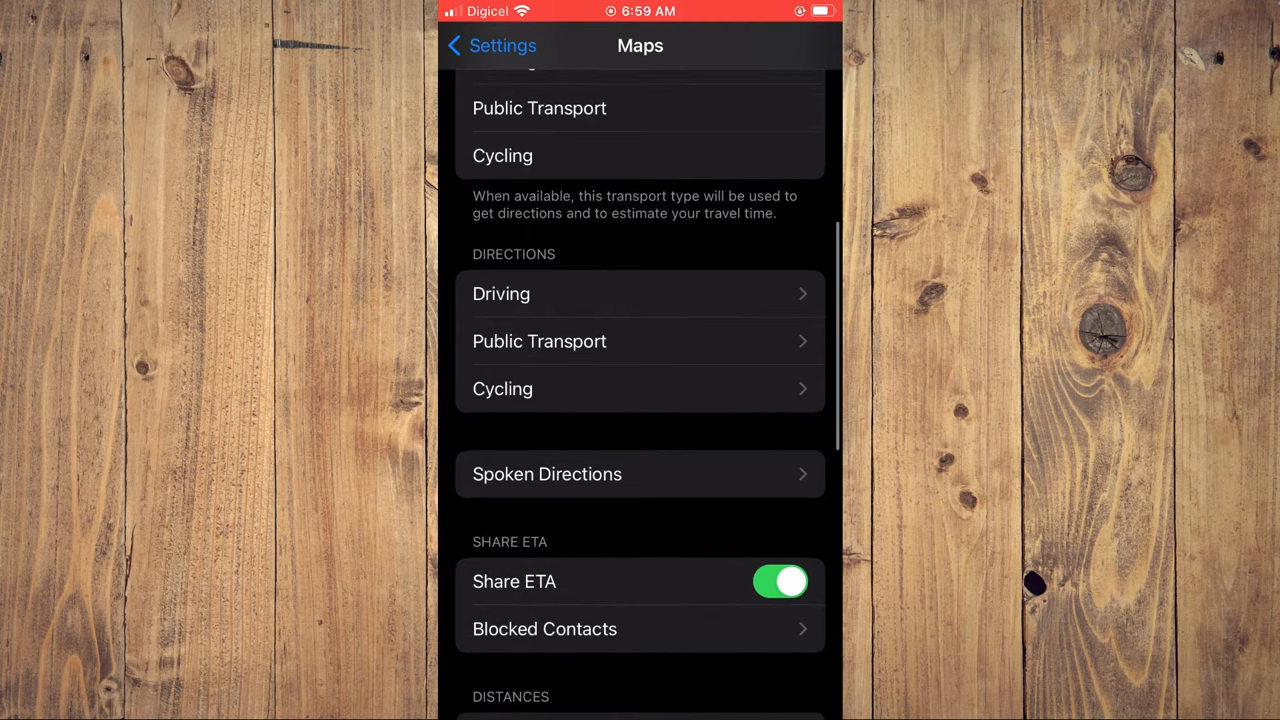 Digicel 6:59 AM
Settings Maps
Public Transport
Cycling
When available, this transport type will be used to
get directions and to estimate your travel time.
DIRECTIONS
Driving
Public Transport
Cycling
Spoken Directions
SHARE ETA
Share ETA
Blocked Contacts
DISTANCES